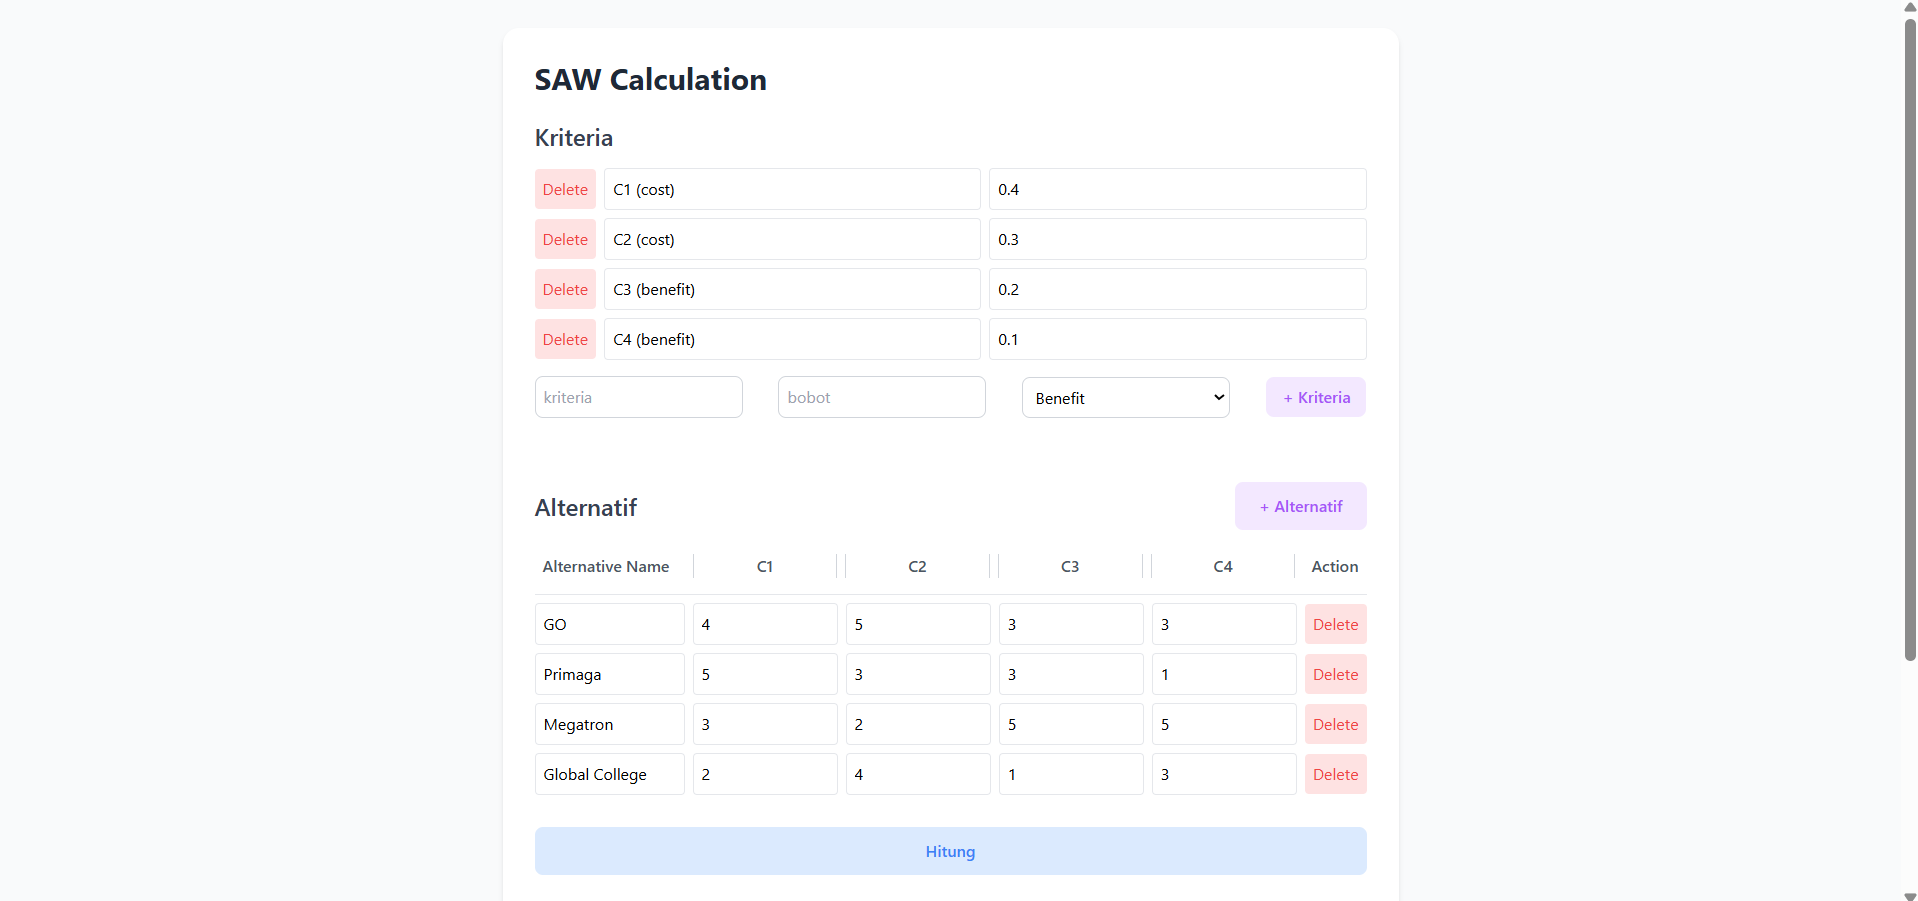 SAW Calculation
Kriteria
Delete C1 (cost) 0.4
Delete C2 (cost) 0.3
Delete C3 (benefit) 0.2
Delete C4 (benefit) 0.1
kriteria bobot Benefit + Kriteria
Alternatif + Alternatif
Alternative Name C1 C2 C3 C4 Action
GO 4 5 3 3 Delete
Primaga 5 3 3 1 Delete
Megatron 3 2 5 5 Delete
Global College 2 4 1 3 Delete
Hitung